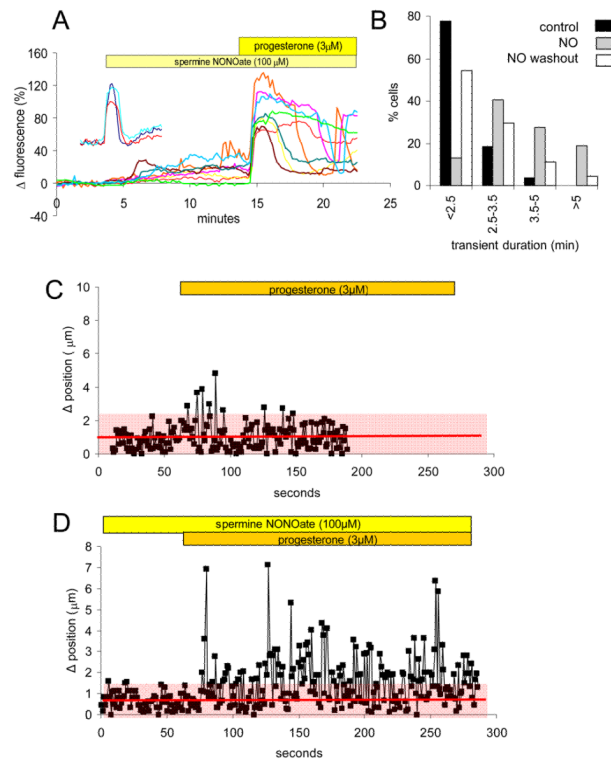 A
progesterone (3µM)
spermine NONOate (100 µM)
Δ fluorescence (%)
160
120
80
40
0
-40
0 5 10 15 20 25
minutes
B
control
NO
NO washout
% cells
80
60
40
20
0
<2.5
2.5-3.5
3.5-5
>5
transient duration (min)
C
progesterone (3µM)
Δ position (µm)
10
8
6
4
2
0
0 50 100 150 200 250 300
seconds
D
spermine NONOate (100µM)
progesterone (3µM)
Δ position (µm)
8
7
6
5
4
3
2
1
0
0 50 100 150 200 250 300
seconds